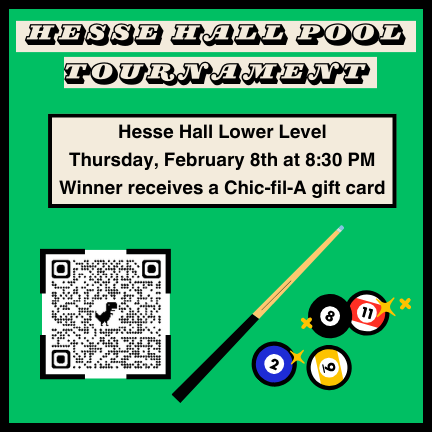 HESSE HALL POOL
TOURNAMENT
Hesse Hall Lower Level
Thursday, February 8th at 8:30 PM
Winner receives a Chic-fil-A gift card
8
11
2
9